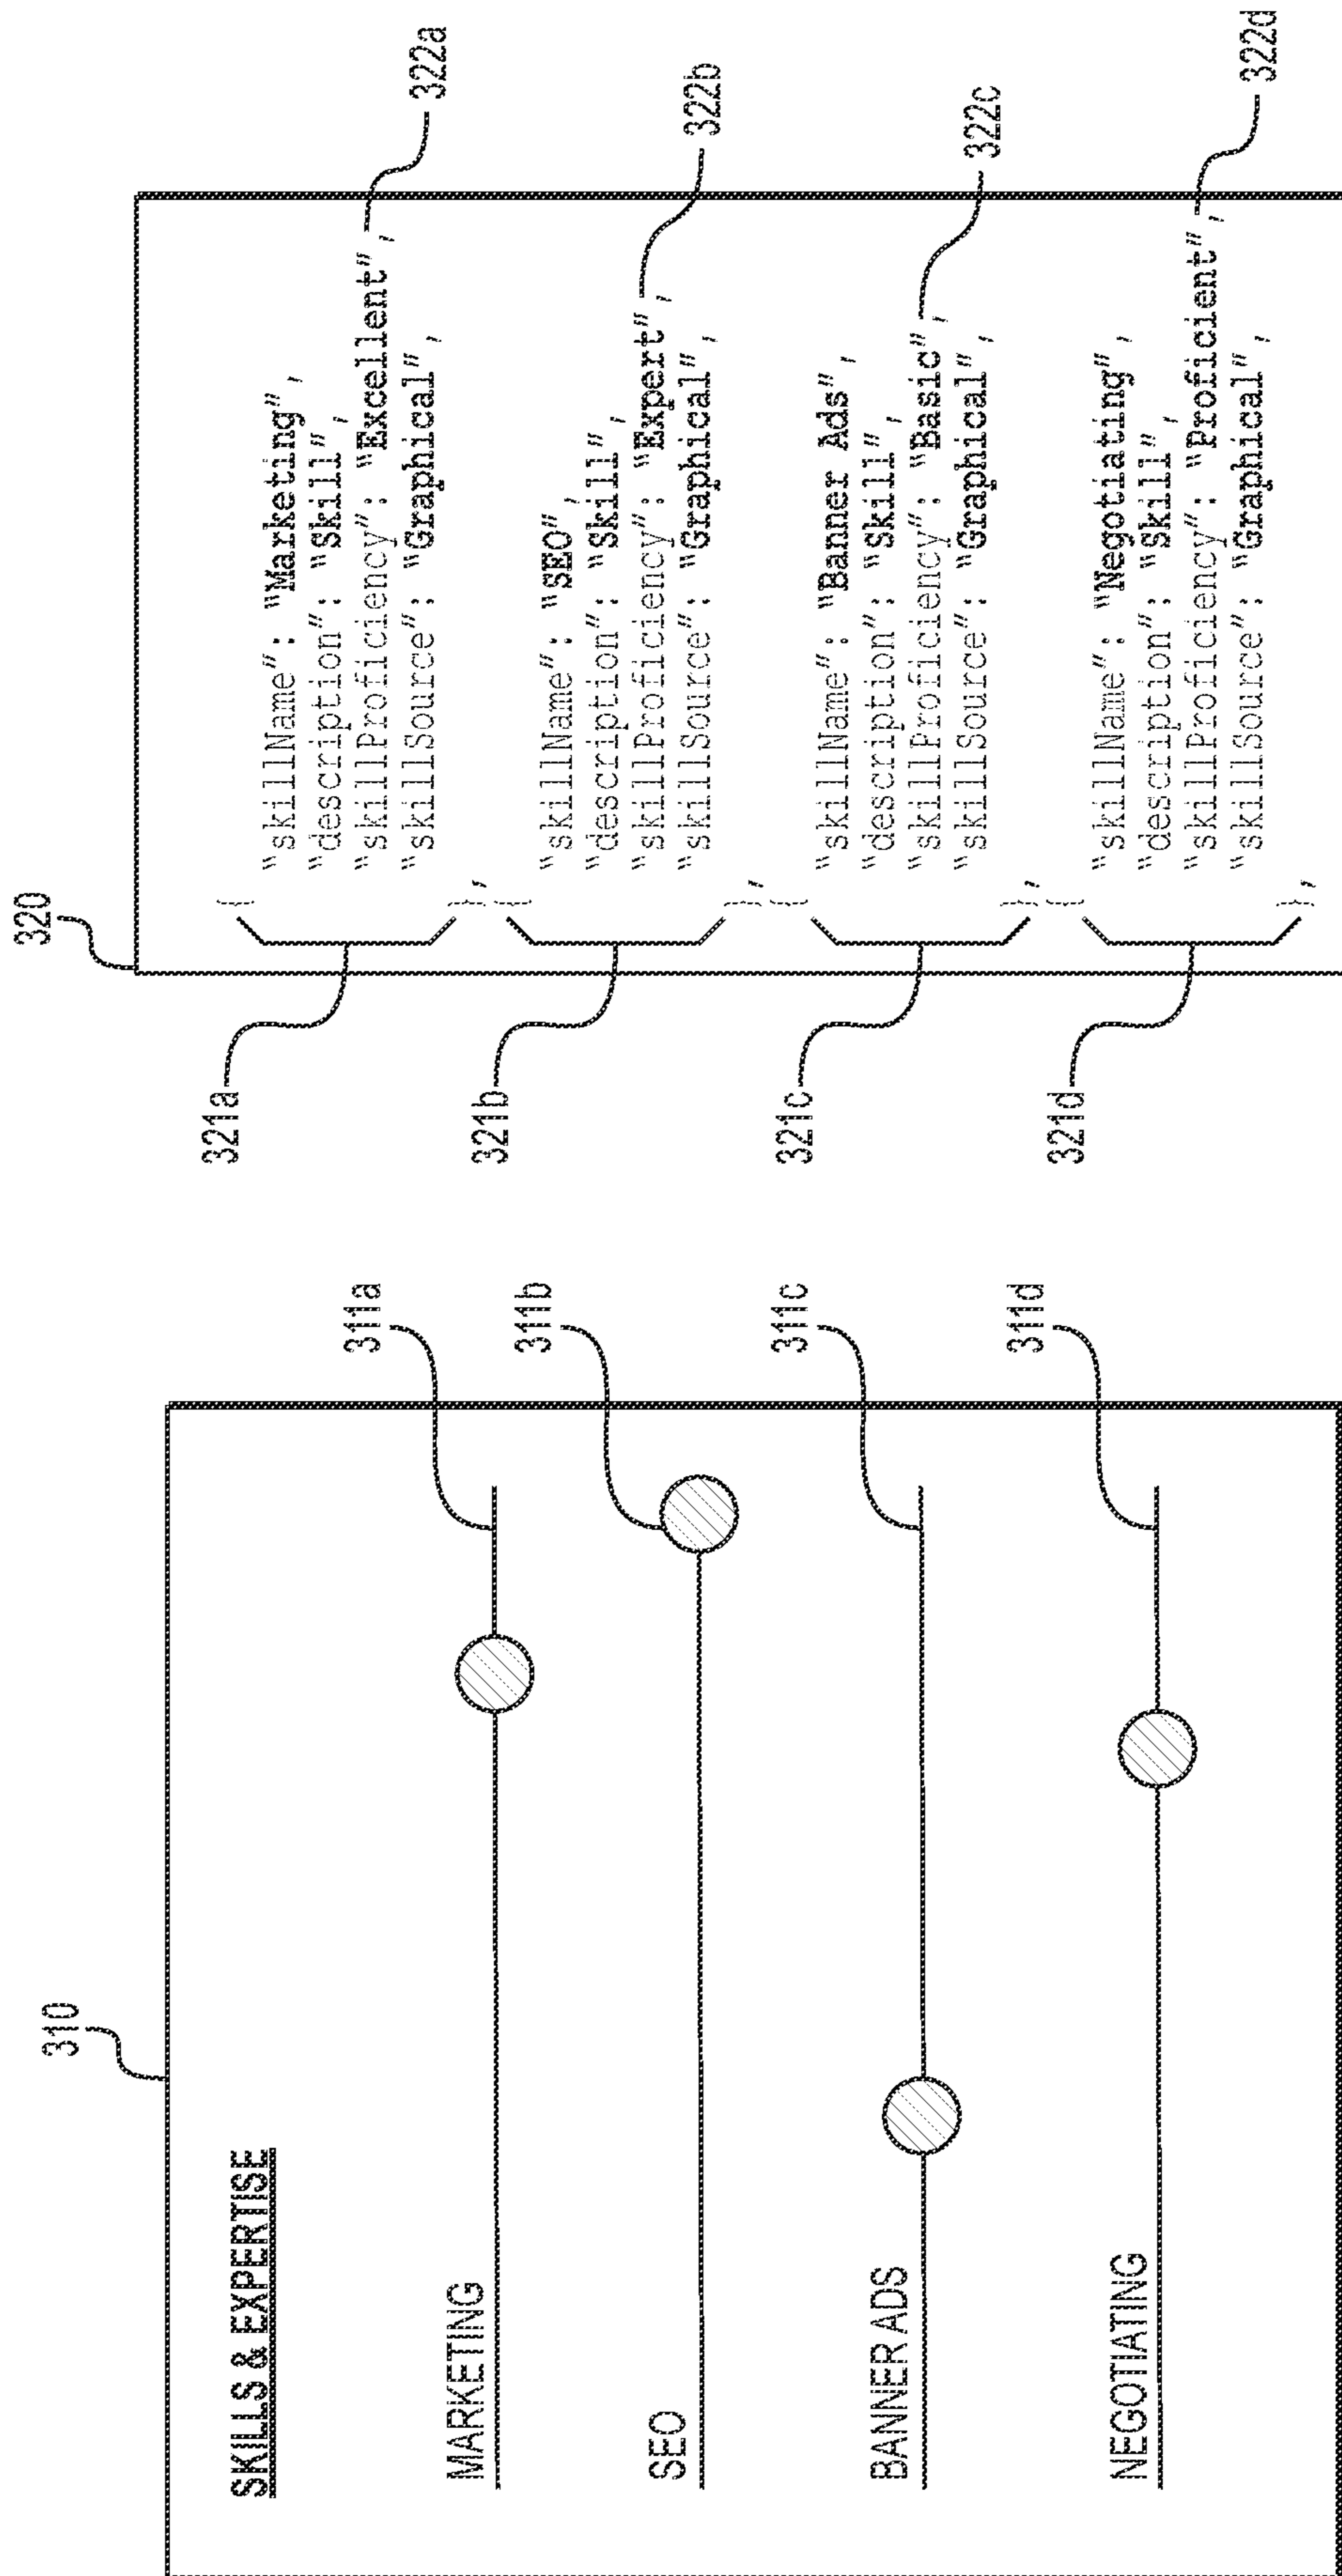 310
SKILLS & EXPERTISE
MARKETING
311a
SEO
311b
BANNER ADS
311c
NEGOTIATING
311d
320
321a
{
"skillName": "Marketing",
"description": "Skill",
"skillProficiency": "Excellent",
"skillSource": "Graphical",
},
322a
321b
{
"skillName": "SEO",
"description": "Skill",
"skillProficiency": "Expert",
"skillSource": "Graphical",
},
322b
321c
{
"skillName": "Banner Ads",
"description": "Skill",
"skillProficiency": "Basic",
"skillSource": "Graphical",
},
322c
321d
{
"skillName": "Negotiating",
"description": "Skill",
"skillProficiency": "Proficient",
"skillSource": "Graphical",
},
322d